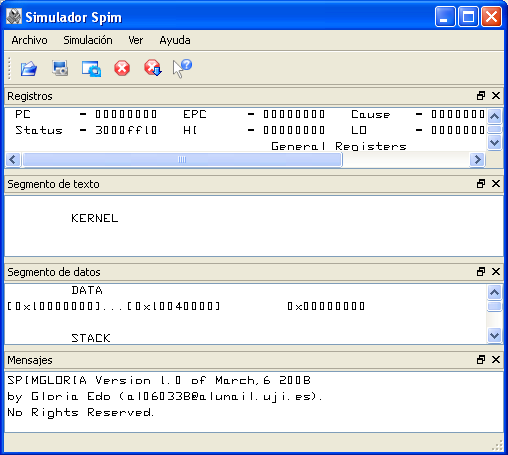 Simulador Spim
Archivo Simulación Ver Ayuda
Registros
PC = 00000000 EPC = 00000000 Cause = 0000000
Status = 3000ff10 HI = 00000000 LO = 0000000
General Registers
Segmento de texto
KERNEL
Segmento de datos
DATA
[0x10000000]...[0x10040000] 0x00000000
STACK
Mensajes
SPIMGLORIA Version 1.0 of March,6 2008
by Gloria Edo (al060338@alumail.uji.es).
No Rights Reserved.